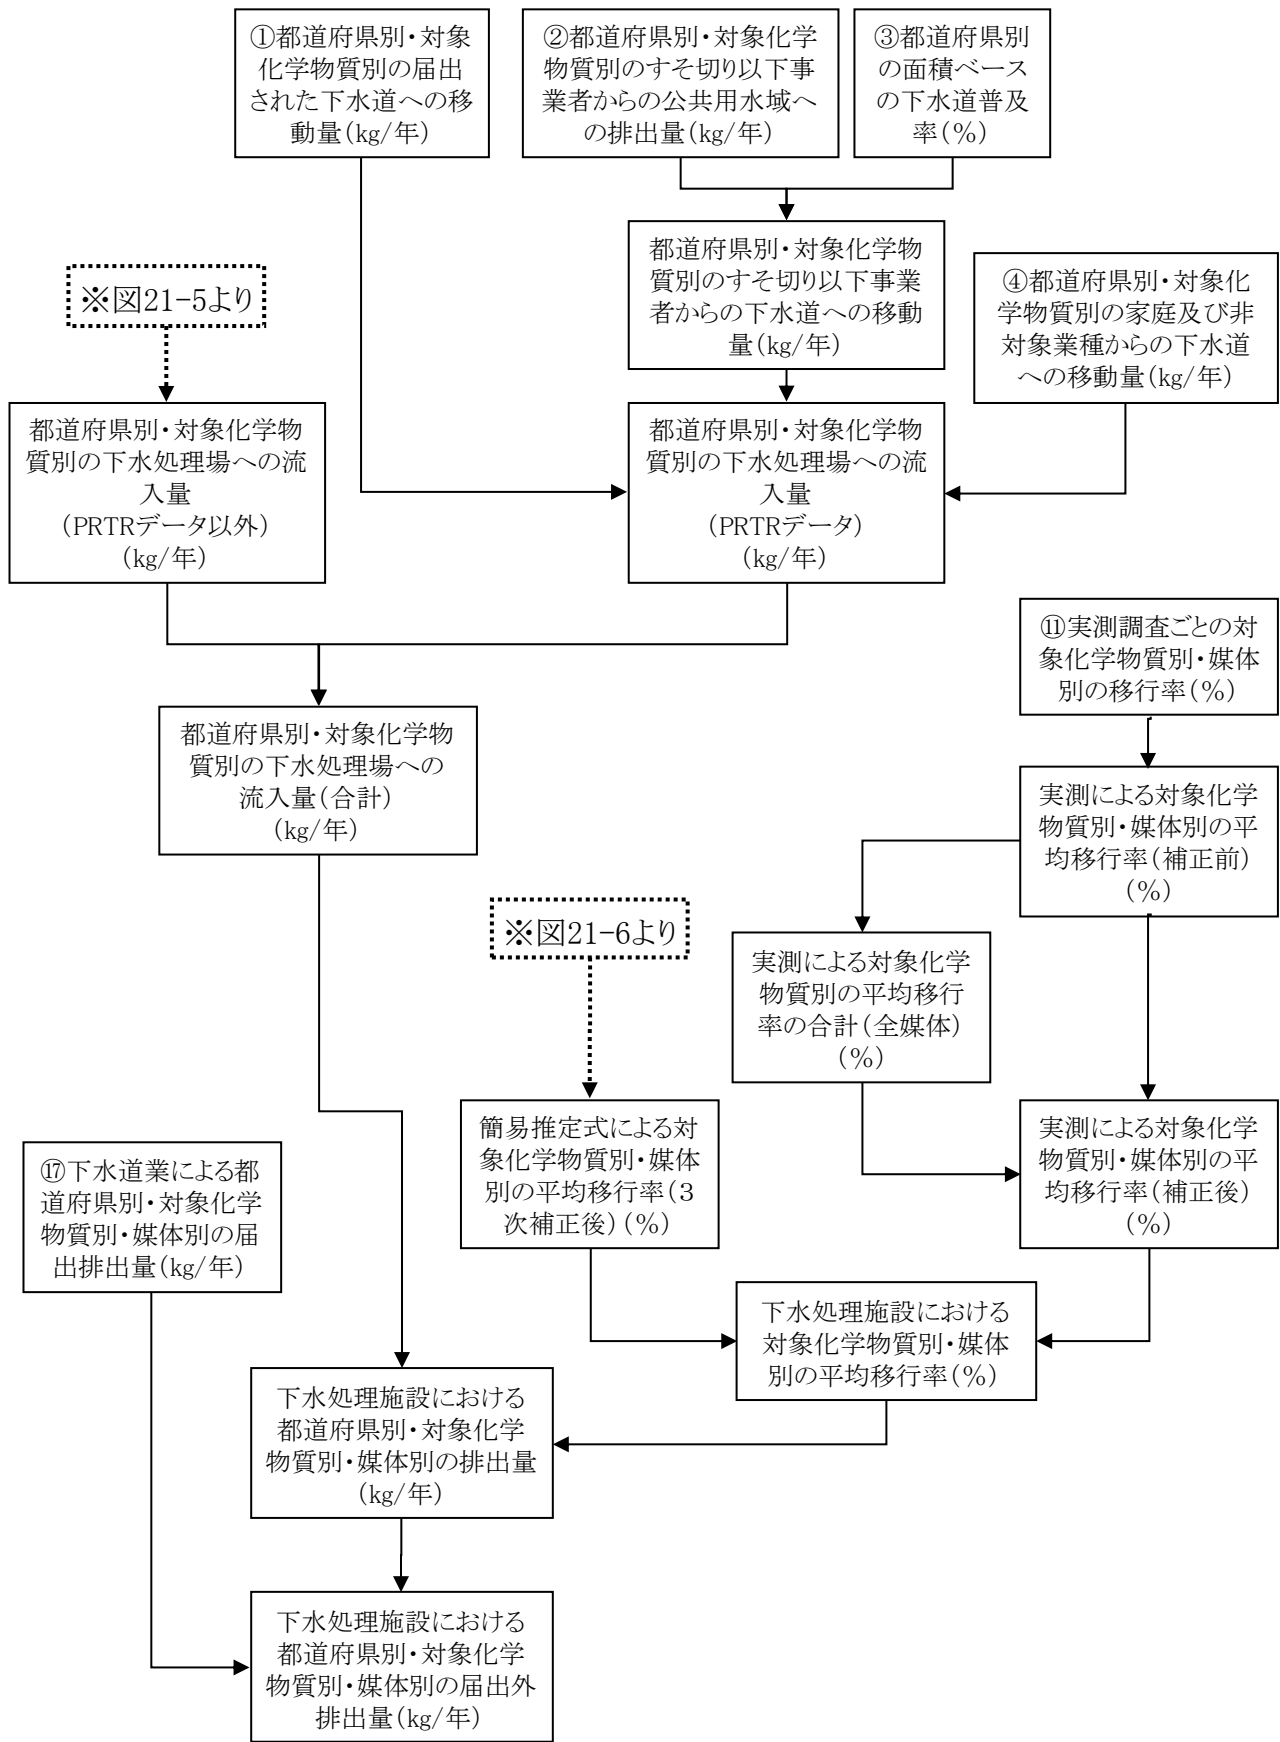 ①都道府県別・対象
化学物質別の届出
された下水道への移
動量(kg/年)
②都道府県別・対象化学
物質別のすそ切り以下事
業者からの公共用水域へ
の排出量(kg/年)
③都道府県別
の面積ベース
の下水道普及
率(%)
都道府県別・対象化学物
質別のすそ切り以下事業
者からの下水道への移動
量(kg/年)
※図21-5より
④都道府県別・対象化
学物質別の家庭及び非
対象業種からの下水道
への移動量(kg/年)
都道府県別・対象化学物
質別の下水処理場への流
入量
(PRTRデータ以外)
(kg/年)
都道府県別・対象化学物
質別の下水処理場への流
入量
(PRTRデータ)
(kg/年)
⑪実測調査ごとの対
象化学物質別・媒体
別の移行率(%)
都道府県別・対象化学物
質別の下水処理場への
流入量(合計)
(kg/年)
実測による対象化学
物質別・媒体別の平
均移行率(補正前)
(%)
※図21-6より
実測による対象化学
物質別の平均移行
率の合計(全媒体)
(%)
簡易推定式による対
象化学物質別・媒体
別の平均移行率(3
次補正後)(%)
実測による対象化学
物質別・媒体別の平
均移行率(補正後)
(%)
⑰下水道業による都
道府県別・対象化学
物質別・媒体別の届
出排出量(kg/年)
下水処理施設における
対象化学物質別・媒体
別の平均移行率(%)
下水処理施設における
都道府県別・対象化学
物質別・媒体別の排出量
(kg/年)
下水処理施設における
都道府県別・対象化学
物質別・媒体別の届出外
排出量(kg/年)